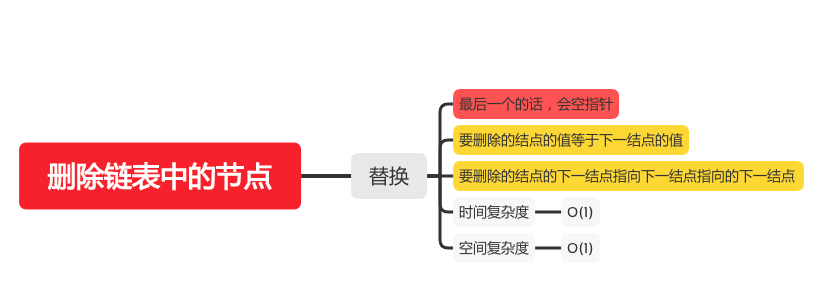 删除链表中的节点
替换
最后一个的话，会空指针
要删除的结点的值等于下一结点的值
要删除的结点的下一结点指向下一结点指向的下一结点
时间复杂度
O(1)
空间复杂度
O(1)